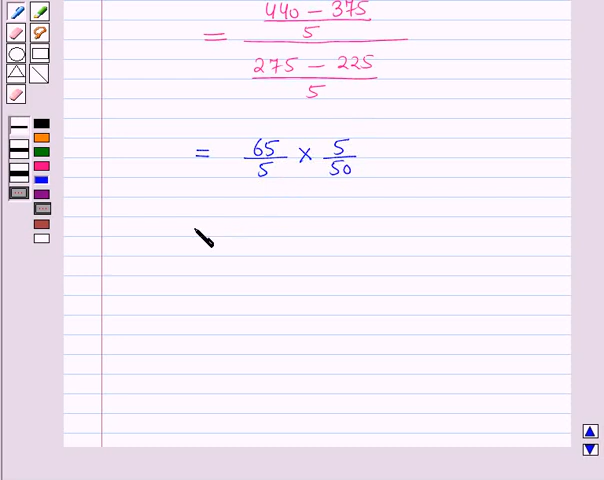 440 - 375
5
=
275 - 225
5
= 65/5 × 5/50